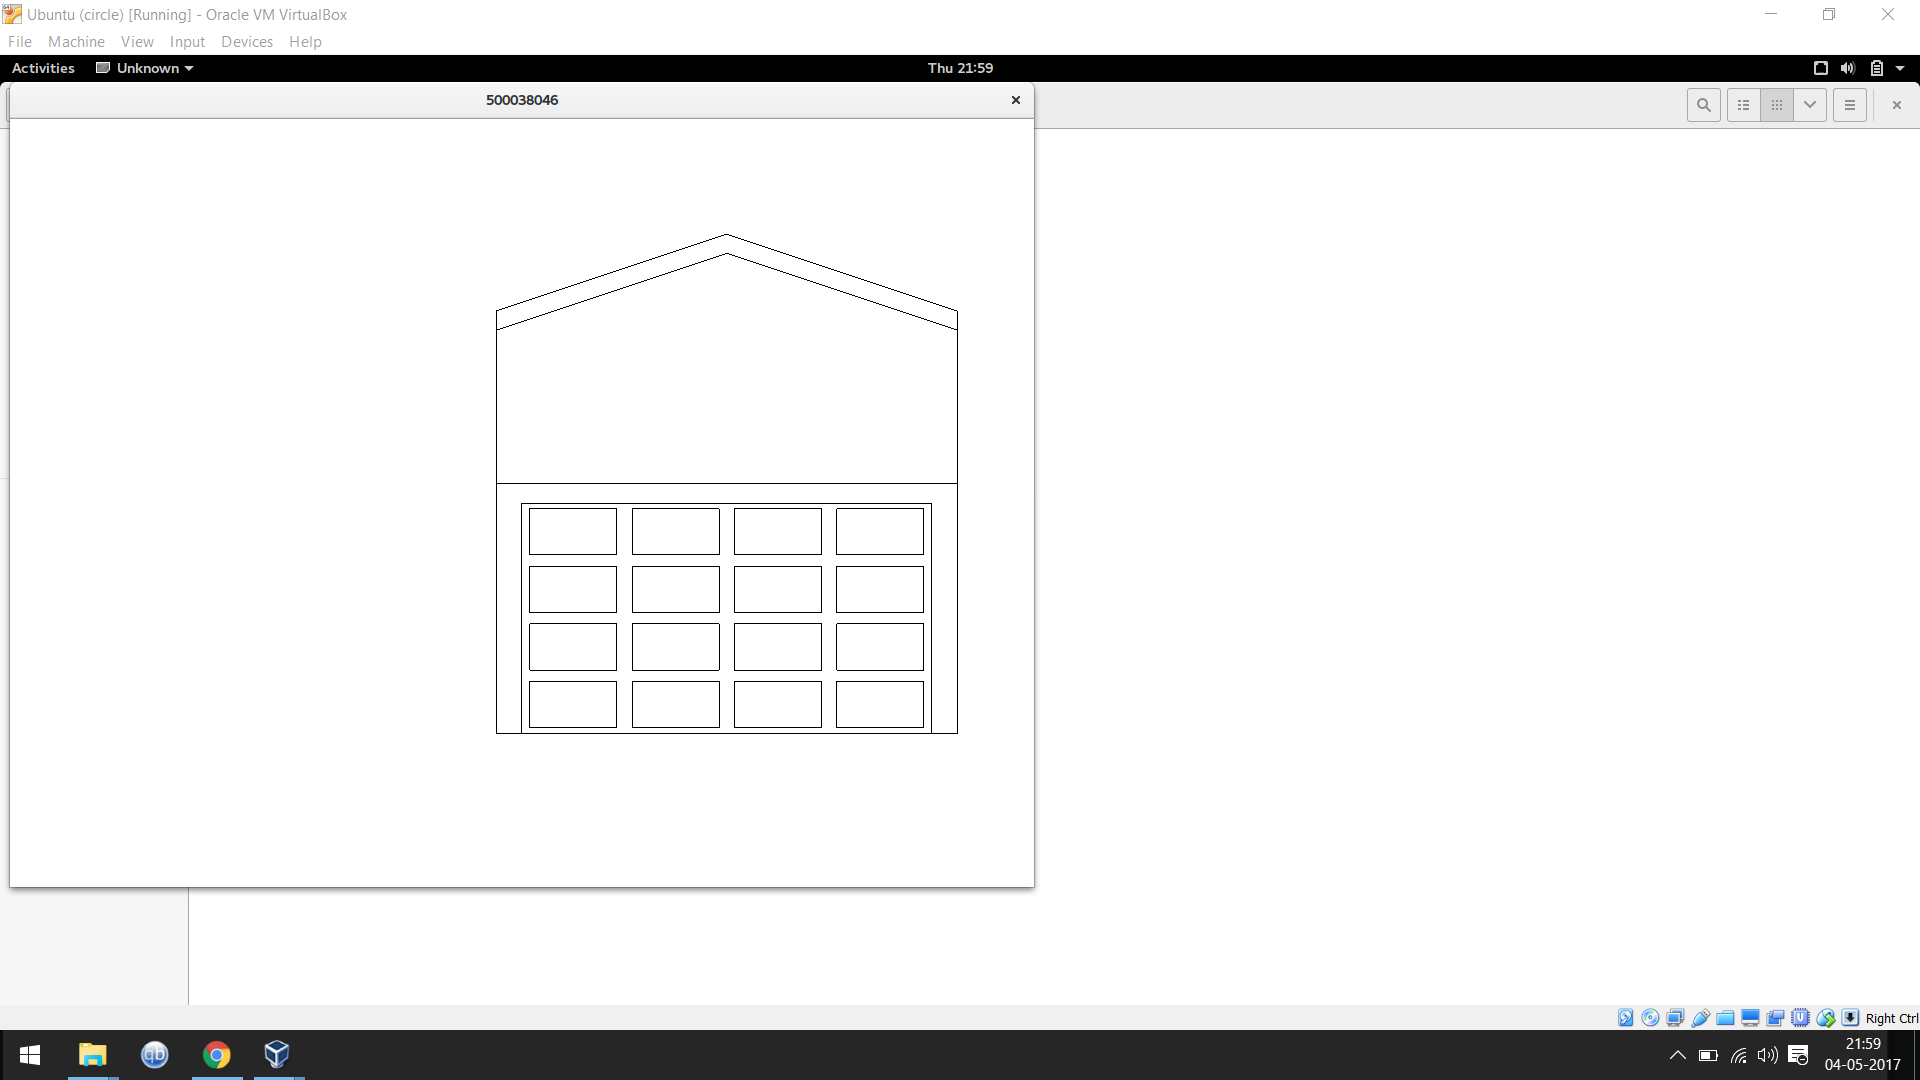 Ubuntu (circle) [Running] - Oracle VM VirtualBox
File Machine View Input Devices Help
Activities Unknown Thu 21:59
500038046
Right Ctrl
qb
21:59
04-05-2017